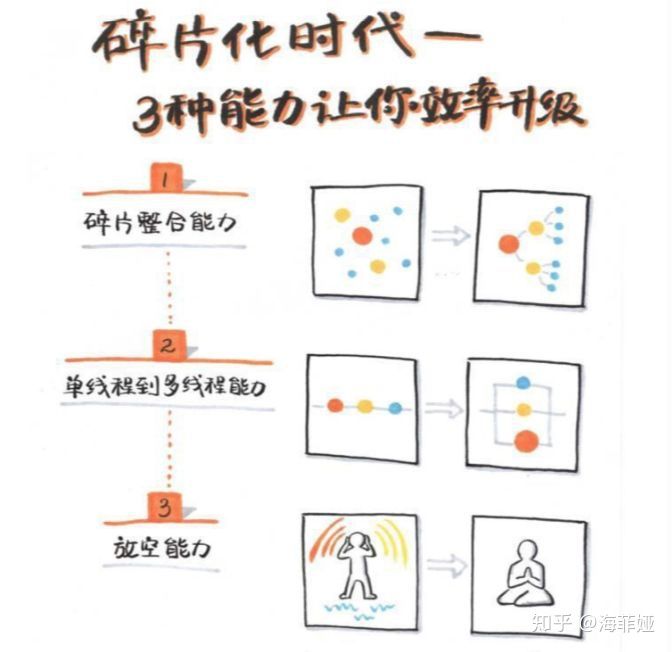 碎片化时代一
3种能力让你·效率升级
1
碎片整合能力
2
单线程到多线程能力
3
放空能力
知乎 @海菲娅